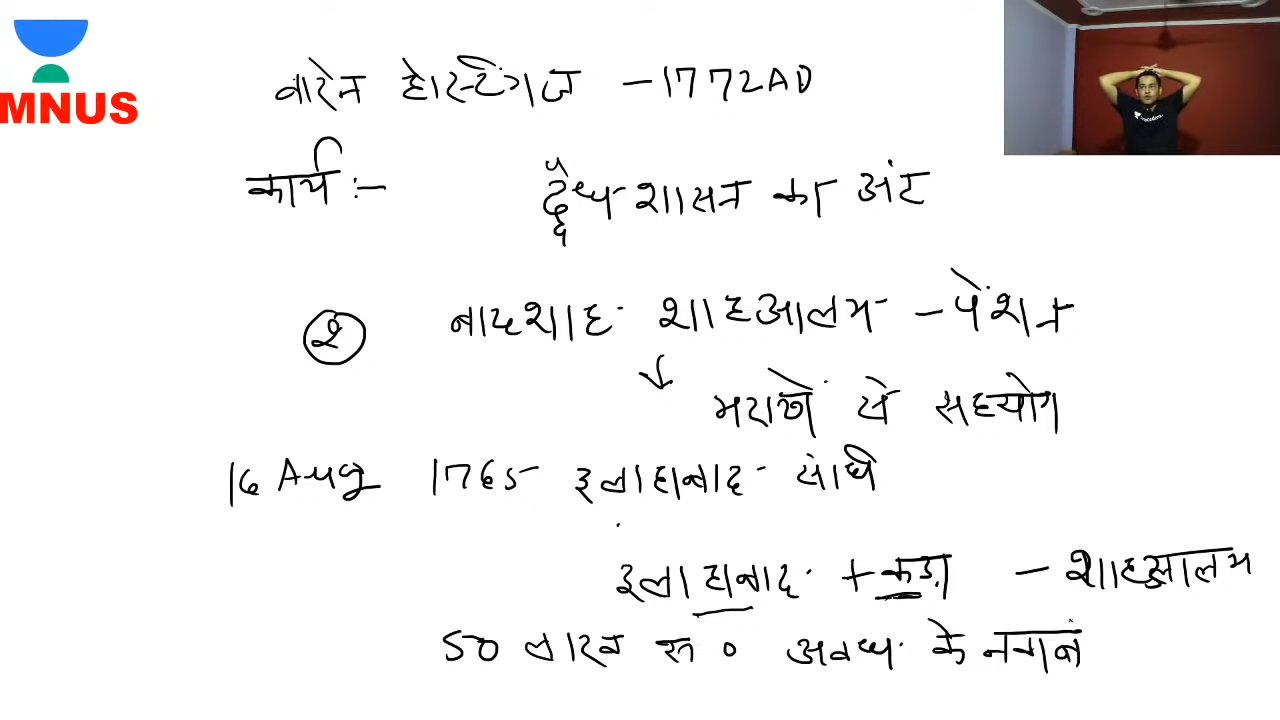 MNUS
वारेन हेस्टिंगज -1772AD
कार्य :- द्वैध शासन का अंत
② बादशाह शाहआलम - पेंशन
↓ मराठों से सहयोग
16 Aug 1765 - इलाहाबाद संधि
इलाहाबाद + कड़ा - शाहआलम
50 लाख रू० अवध के नवाब